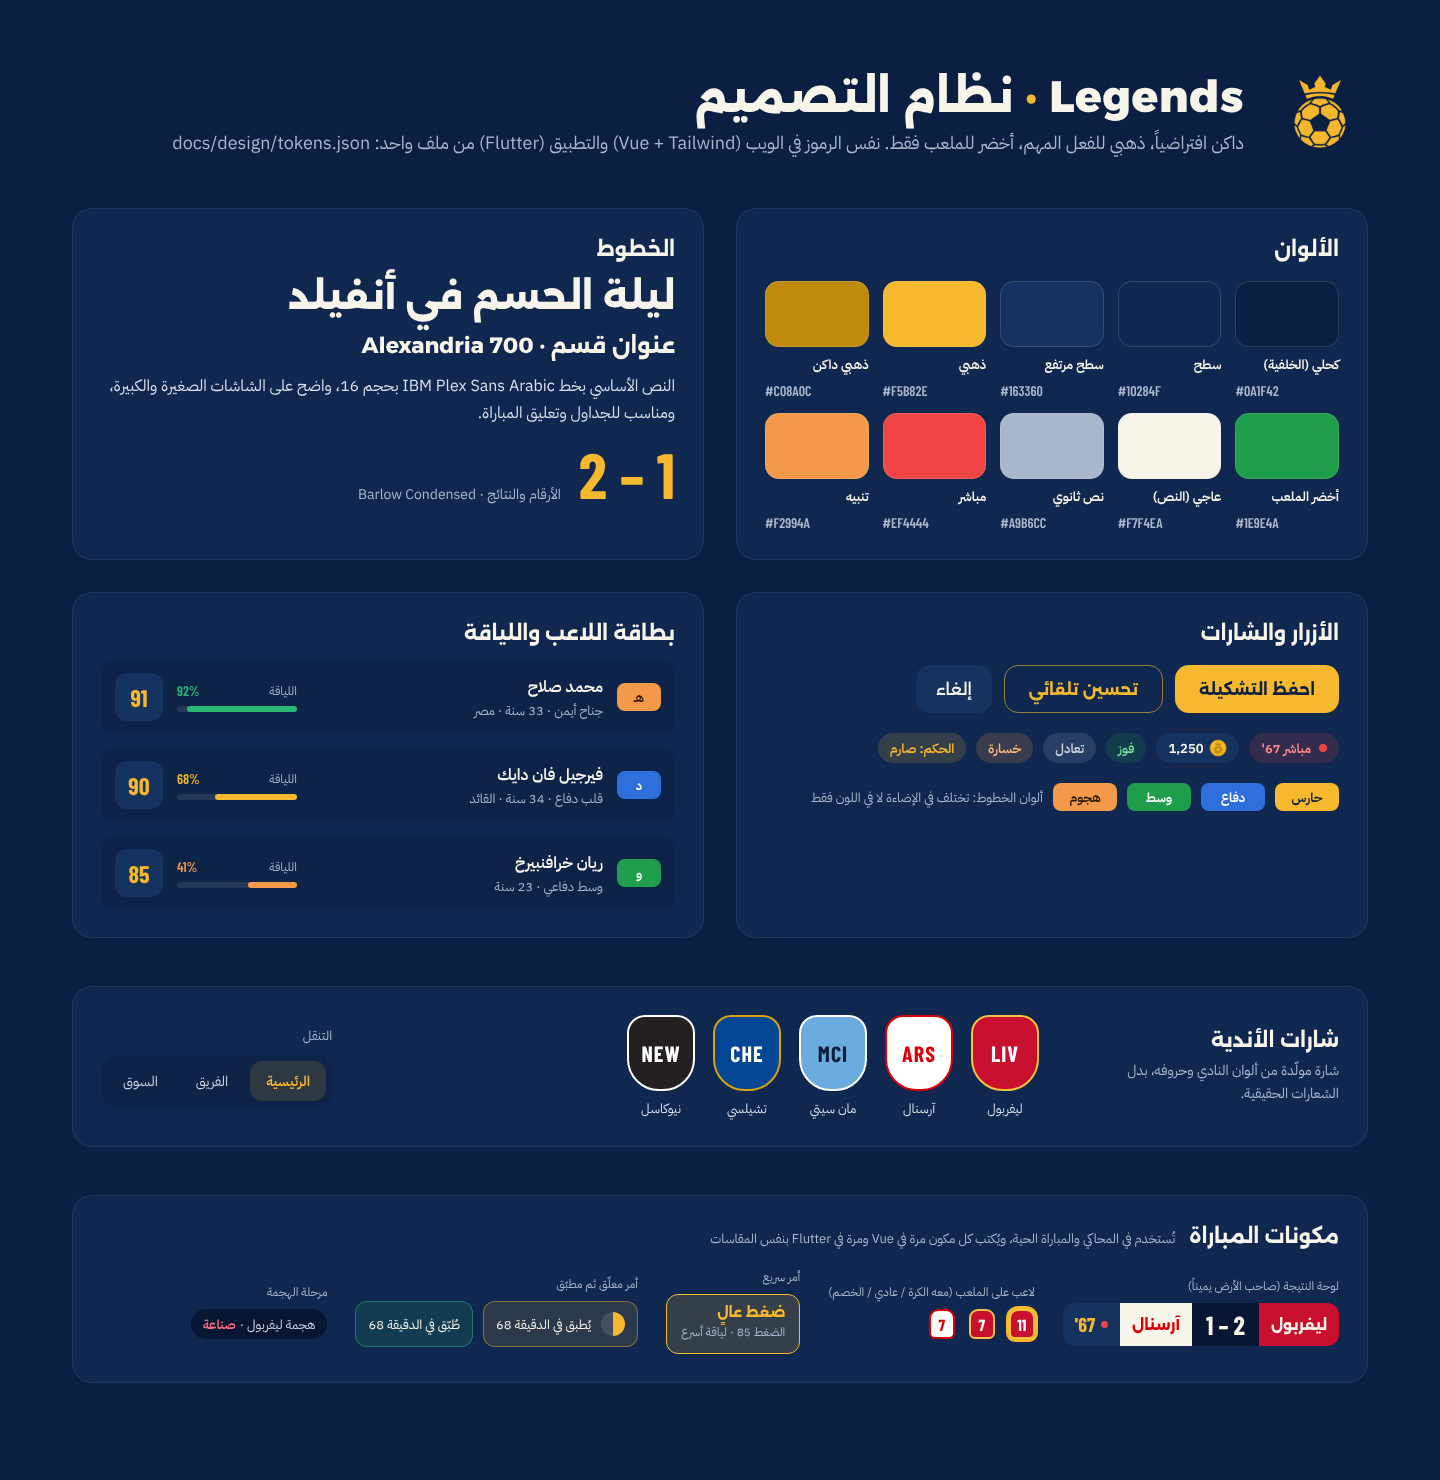 Legends · نظام التصميم
داكن افتراضياً، ذهبي للفعل المهم، أخضر للملعب فقط. نفس الرموز في الويب (Vue + Tailwind) والتطبيق (Flutter) من ملف واحد: docs/design/tokens.json
الألوان
كحلي (الخلفية)
#0A1F42
سطح
#10284F
سطح مرتفع
#163360
ذهبي
#F5B82E
ذهبي داكن
#C08A0C
أخضر الملعب
#1E9E4A
عاجي (النص)
#F7F4EA
نص ثانوي
#A9B6CC
مباشر
#EF4444
تنبيه
#F2994A
الخطوط
ليلة الحسم في أنفيلد
عنوان قسم · Alexandria 700
النص الأساسي بخط IBM Plex Sans Arabic بحجم 16، واضح على الشاشات الصغيرة والكبيرة،
ومناسب للجداول وتعليق المباراة.
2 – 1
الأرقام والنتائج · Barlow Condensed
الأزرار والشارات
احفظ التشكيلة
تحسين تلقائي
إلغاء
مباشر 67'
1,250
فوز
تعادل
خسارة
الحكم: صارم
حارس
دفاع
وسط
هجوم
ألوان الخطوط: تختلف في الإضاءة لا في اللون فقط
بطاقة اللاعب واللياقة
هـ
محمد صلاح
جناح أيمن · 33 سنة · مصر
اللياقة
92%
91
د
فيرجيل فان دايك
قلب دفاع · 34 سنة · القائد
اللياقة
68%
90
و
ريان خرافنبيرخ
وسط دفاعي · 23 سنة
اللياقة
41%
85
شارات الأندية
شارة مولّدة من ألوان النادي وحروفه، بدل
الشعارات الحقيقية.
LIV
ليفربول
ARS
آرسنال
MCI
مان سيتي
CHE
تشيلسي
NEW
نيوكاسل
التنقل
الرئيسية
الفريق
السوق
مكونات المباراة
تُستخدم في المحاكي والمباراة الحية، ويُكتب كل مكون مرة في Vue ومرة في Flutter بنفس المقاسات
لوحة النتيجة (صاحب الأرض يميناً)
ليفربول
1 – 2
آرسنال
67'
لاعب على الملعب (معه الكرة / عادي / الخصم)
11
7
7
أمر سريع
ضغط عالٍ
الضغط 85 · لياقة أسرع
أمر معلّق ثم مطبّق
يُطبق في الدقيقة 68
طُبّق في الدقيقة 68
مرحلة الهجمة
هجمة ليفربول · صناعة